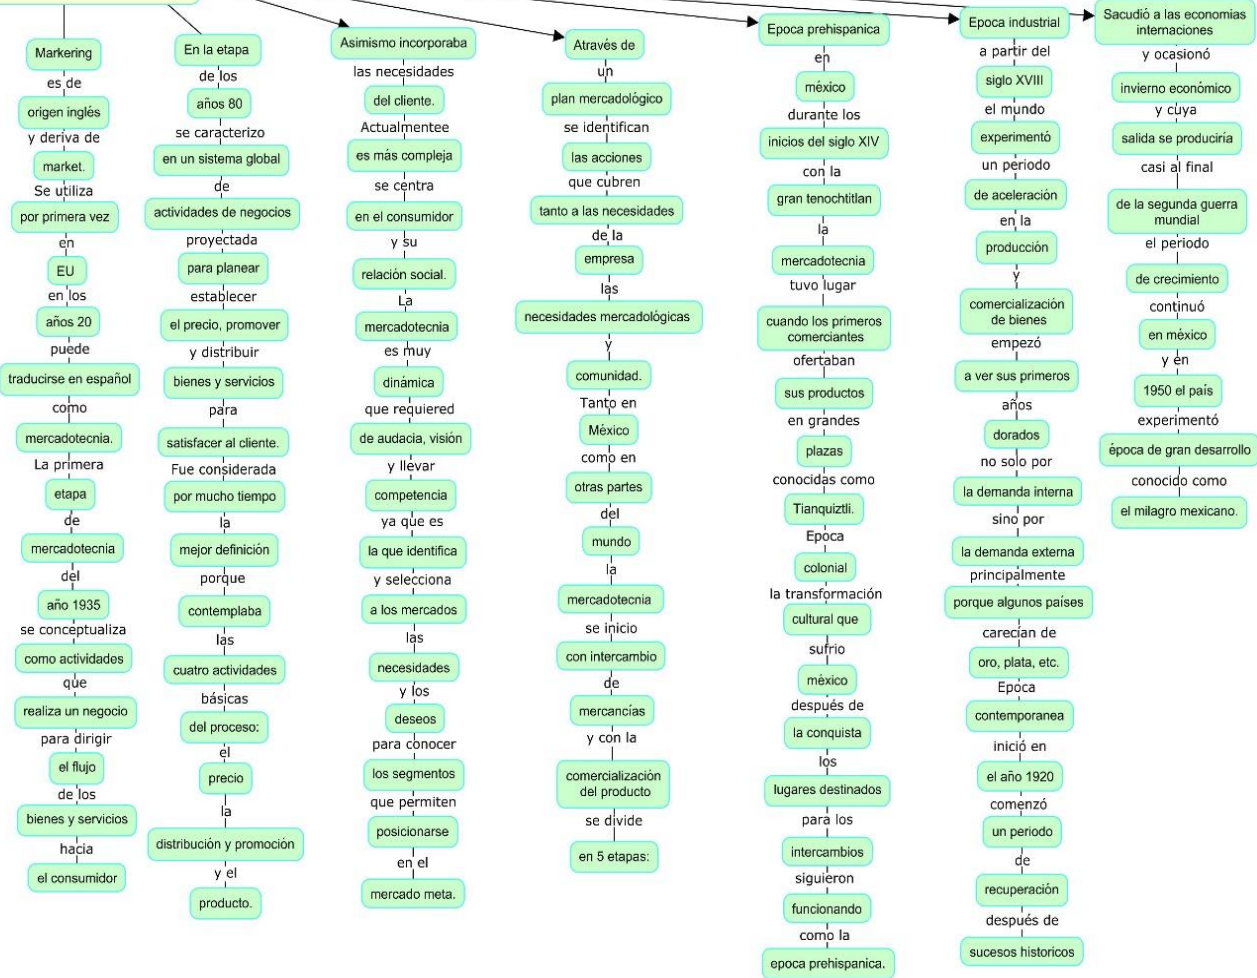 Markering
es de
origen inglés
y deriva de
market.
Se utiliza
por primera vez
en
EU
en los
años 20
puede
traducirse en español
como
mercadotecnia.
La primera
etapa
de
mercadotecnia
del
año 1935
se conceptualiza
como actividades
que
realiza un negocio
para dirigir
el flujo
de los
bienes y servicios
hacia
el consumidor
En la etapa
de los
años 80
se caracterizo
en un sistema global
de
actividades de negocios
proyectada
para planear
establecer
el precio, promover
y distribuir
bienes y servicios
para
satisfacer al cliente.
Fue considerada
por mucho tiempo
la
mejor definición
porque
contemplaba
las
cuatro actividades
básicas
del proceso:
el
precio
la
distribución y promoción
y el
producto.
Asimismo incorporaba
las necesidades
del cliente.
Actualmentee
es más compleja
se centra
en el consumidor
y su
relación social.
La
mercadotecnia
es muy
dinámica
que requiered
de audacia, visión
y llevar
competencia
ya que es
la que identifica
y selecciona
a los mercados
las
necesidades
y los
deseos
para conocer
los segmentos
que permiten
posicionarse
en el
mercado meta.
Através de
un
plan mercadológico
se identifican
las acciones
que cubren
tanto a las necesidades
de la
empresa
las
necesidades mercadológicas
y
comunidad.
Tanto en
México
como en
otras partes
del
mundo
la
mercadotecnia
se inicio
con intercambio
de
mercancías
y con la
comercialización
del producto
se divide
en 5 etapas:
Epoca prehispanica
en
méxico
durante los
inicios del siglo XIV
con la
gran tenochtitlan
la
mercadotecnia
tuvo lugar
cuando los primeros
comerciantes
ofertaban
sus productos
en grandes
plazas
conocidas como
Tianquiztli.
Epoca
colonial
la transformación
cultural que
sufrio
méxico
después de
la conquista
los
lugares destinados
para los
intercambios
siguieron
funcionando
como la
epoca prehispanica.
Epoca industrial
a partir del
siglo XVIII
el mundo
experimentó
un periodo
de aceleración
en la
producción
y
comercialización
de bienes
empezó
a ver sus primeros
años
dorados
no solo por
la demanda interna
sino por
la demanda externa
principalmente
porque algunos países
carecían de
oro, plata, etc.
Epoca
contemporanea
inició en
el año 1920
comenzó
un periodo
de
recuperación
después de
sucesos historicos
Sacudió a las economias
internaciones
y ocasionó
invierno económico
y cuya
salida se produciría
casi al final
de la segunda guerra
mundial
el periodo
de crecimiento
continuó
en méxico
y en
1950 el país
experimentó
época de gran desarrollo
conocido como
el milagro mexicano.